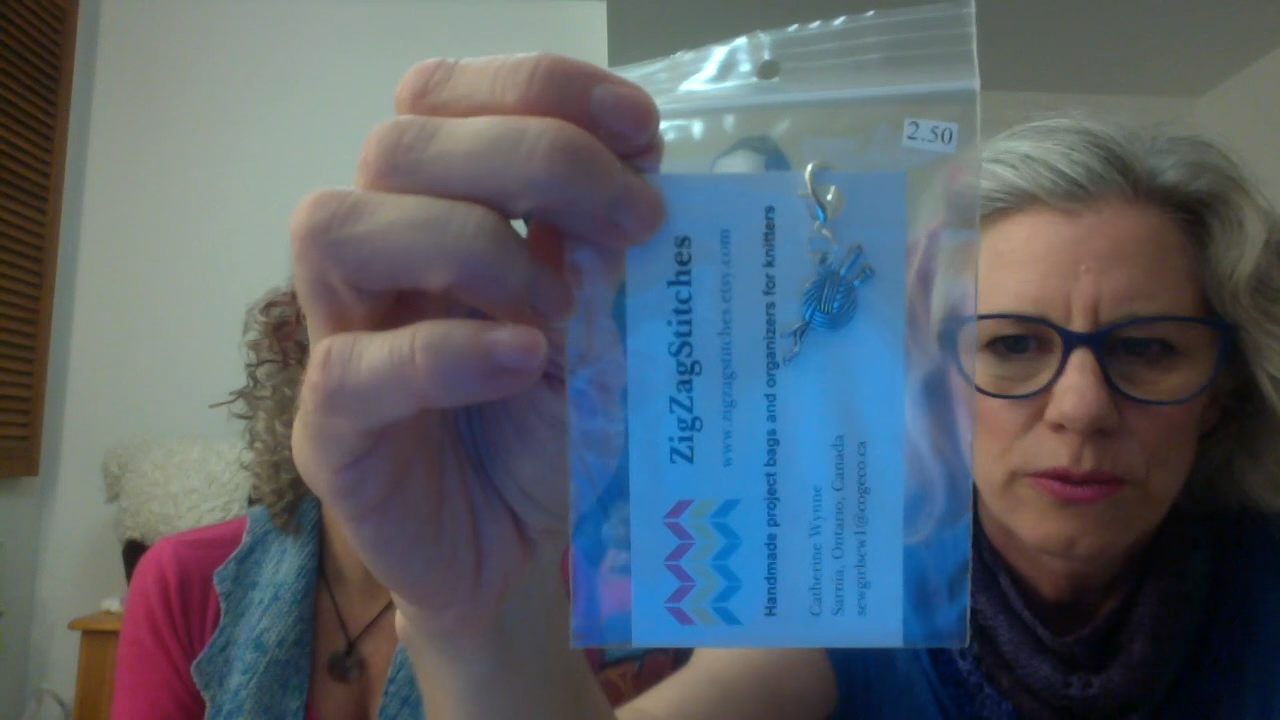 2.50
ZigZagStitches
www.zigzagstitches.etsy.com
Handmade project bags and organizers for knitters
Catherine Wynne
Sarnia, Ontario, Canada
sewgirlsew1@cogeco.ca